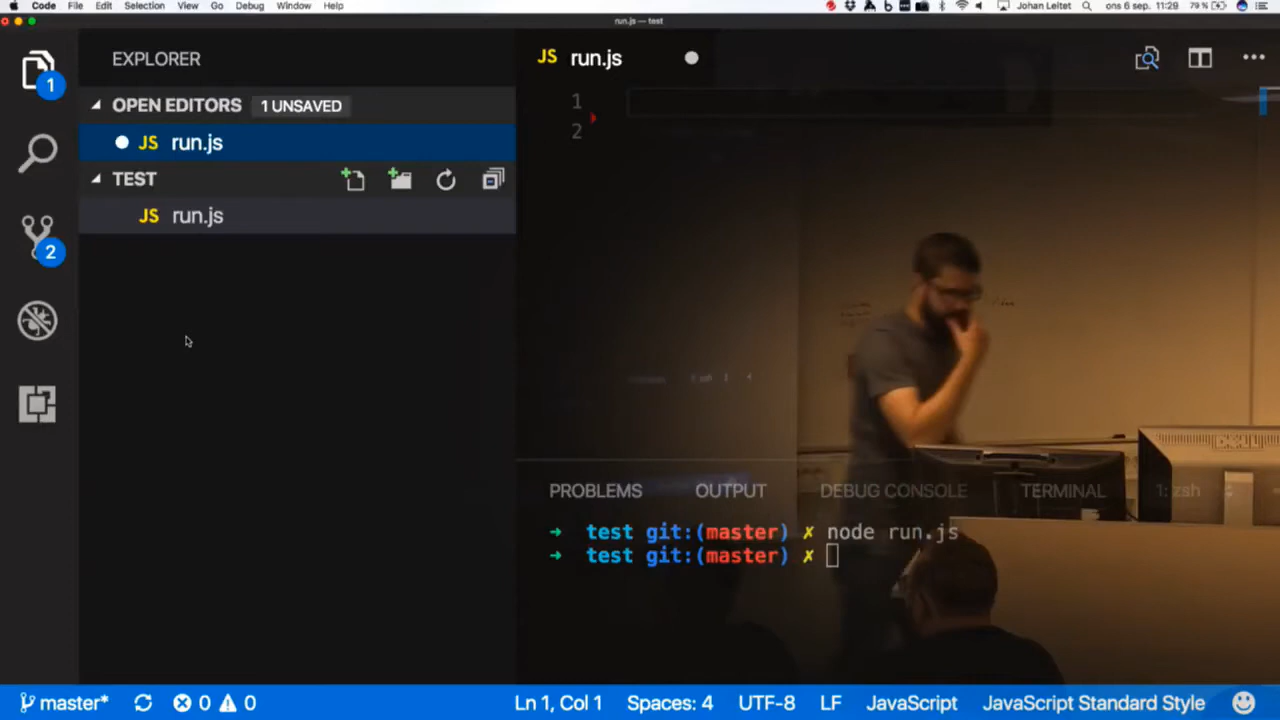 Code File Edit Selection View Go Debug Window Help Johan Leitet ons 6 sep. 11:29 79 %
run.js — test
EXPLORER
OPEN EDITORS 1 UNSAVED
JS run.js
TEST
JS run.js
1
2
JS run.js
1
2
PROBLEMS OUTPUT DEBUG CONSOLE TERMINAL 1: zsh
→ test git:(master) ✗ node run.js
→ test git:(master) ✗
DELL
master* 0 0 Ln 1, Col 1 Spaces: 4 UTF-8 LF JavaScript JavaScript Standard Style